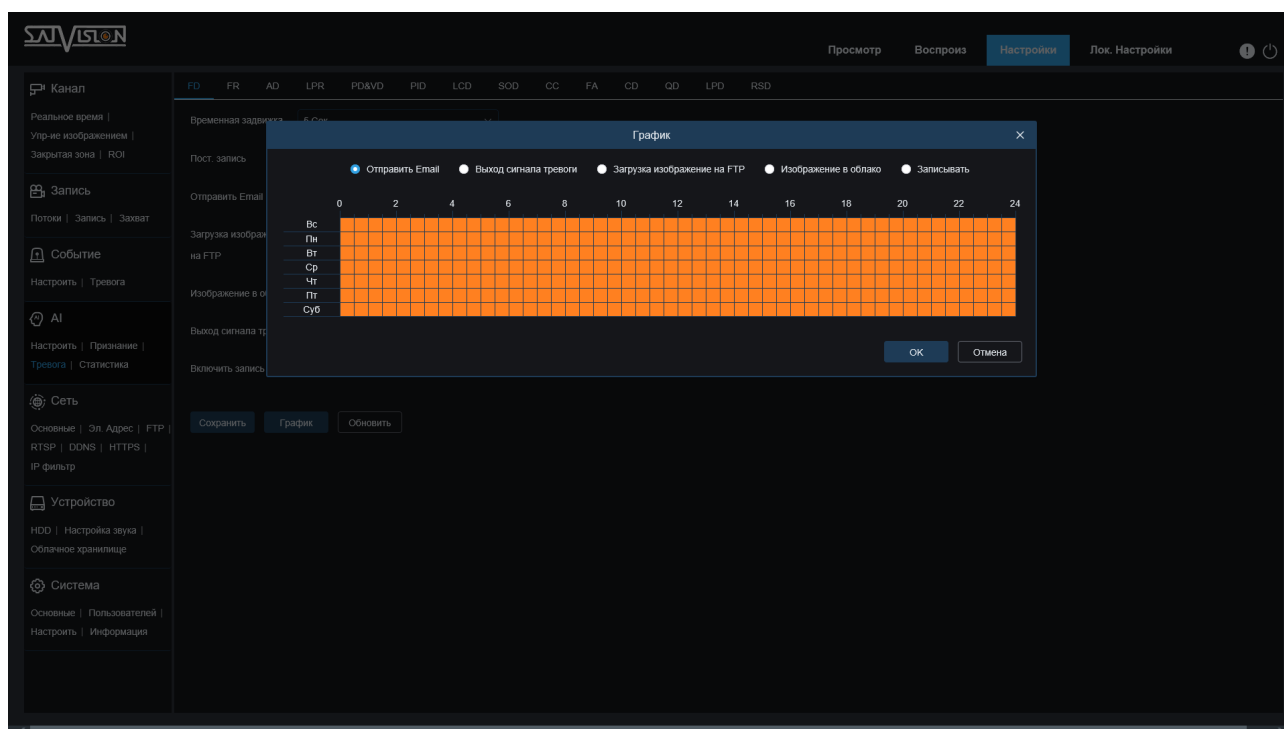 SATVISION
Просмотр Воспроиз Настройки Лок. Настройки
Канал
Реальное время |
Упр-ие изображением |
Закрытая зона | ROI
Запись
Потоки | Запись | Захват
Событие
Настроить | Тревога
AI
Настроить | Признание |
Тревога | Статистика
Сеть
Основные | Эл. Адрес | FTP |
RTSP | DDNS | HTTPS |
IP фильтр
Устройство
HDD | Настройка звука |
Облачное хранилище
Система
Основные | Пользователей |
Настроить | Информация
FD FR AD LPR PD&VD PID LCD SOD CC FA CD QD LPD RSD
Временная задвижка 5 Сек
Пост. запись
Отправить Email
Загрузка изображ
на FTP
Изображение в о
Выход сигнала тр
Включить запись
Сохранить График Обновить
График
Отправить Email Выход сигнала тревоги Загрузка изображение на FTP Изображение в облако Записывать
0 2 4 6 8 10 12 14 16 18 20 22 24
Вс
Пн
Вт
Ср
Чт
Пт
Суб
OK Отмена